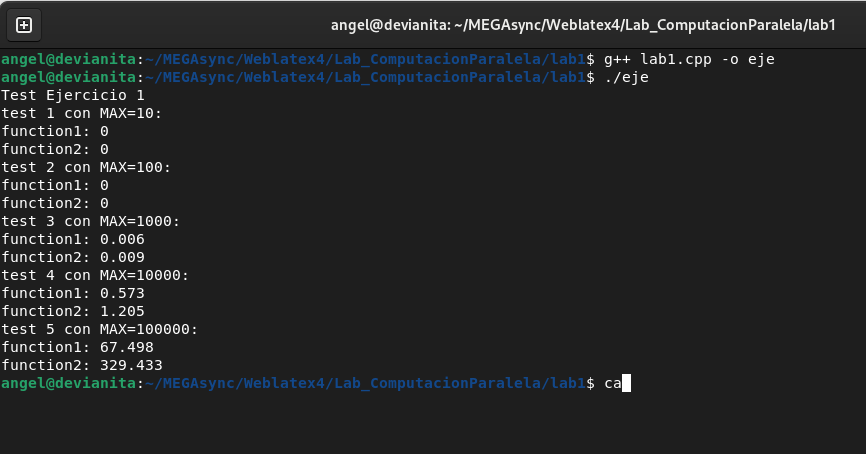 angel@devianita: ~/MEGAsync/Weblatex4/Lab_ComputacionParalela/lab1
angel@devianita:~/MEGAsync/Weblatex4/Lab_ComputacionParalela/lab1$ g++ lab1.cpp -o eje
angel@devianita:~/MEGAsync/Weblatex4/Lab_ComputacionParalela/lab1$ ./eje
Test Ejercicio 1
test 1 con MAX=10:
function1: 0
function2: 0
test 2 con MAX=100:
function1: 0
function2: 0
test 3 con MAX=1000:
function1: 0.006
function2: 0.009
test 4 con MAX=10000:
function1: 0.573
function2: 1.205
test 5 con MAX=100000:
function1: 67.498
function2: 329.433
angel@devianita:~/MEGAsync/Weblatex4/Lab_ComputacionParalela/lab1$ ca